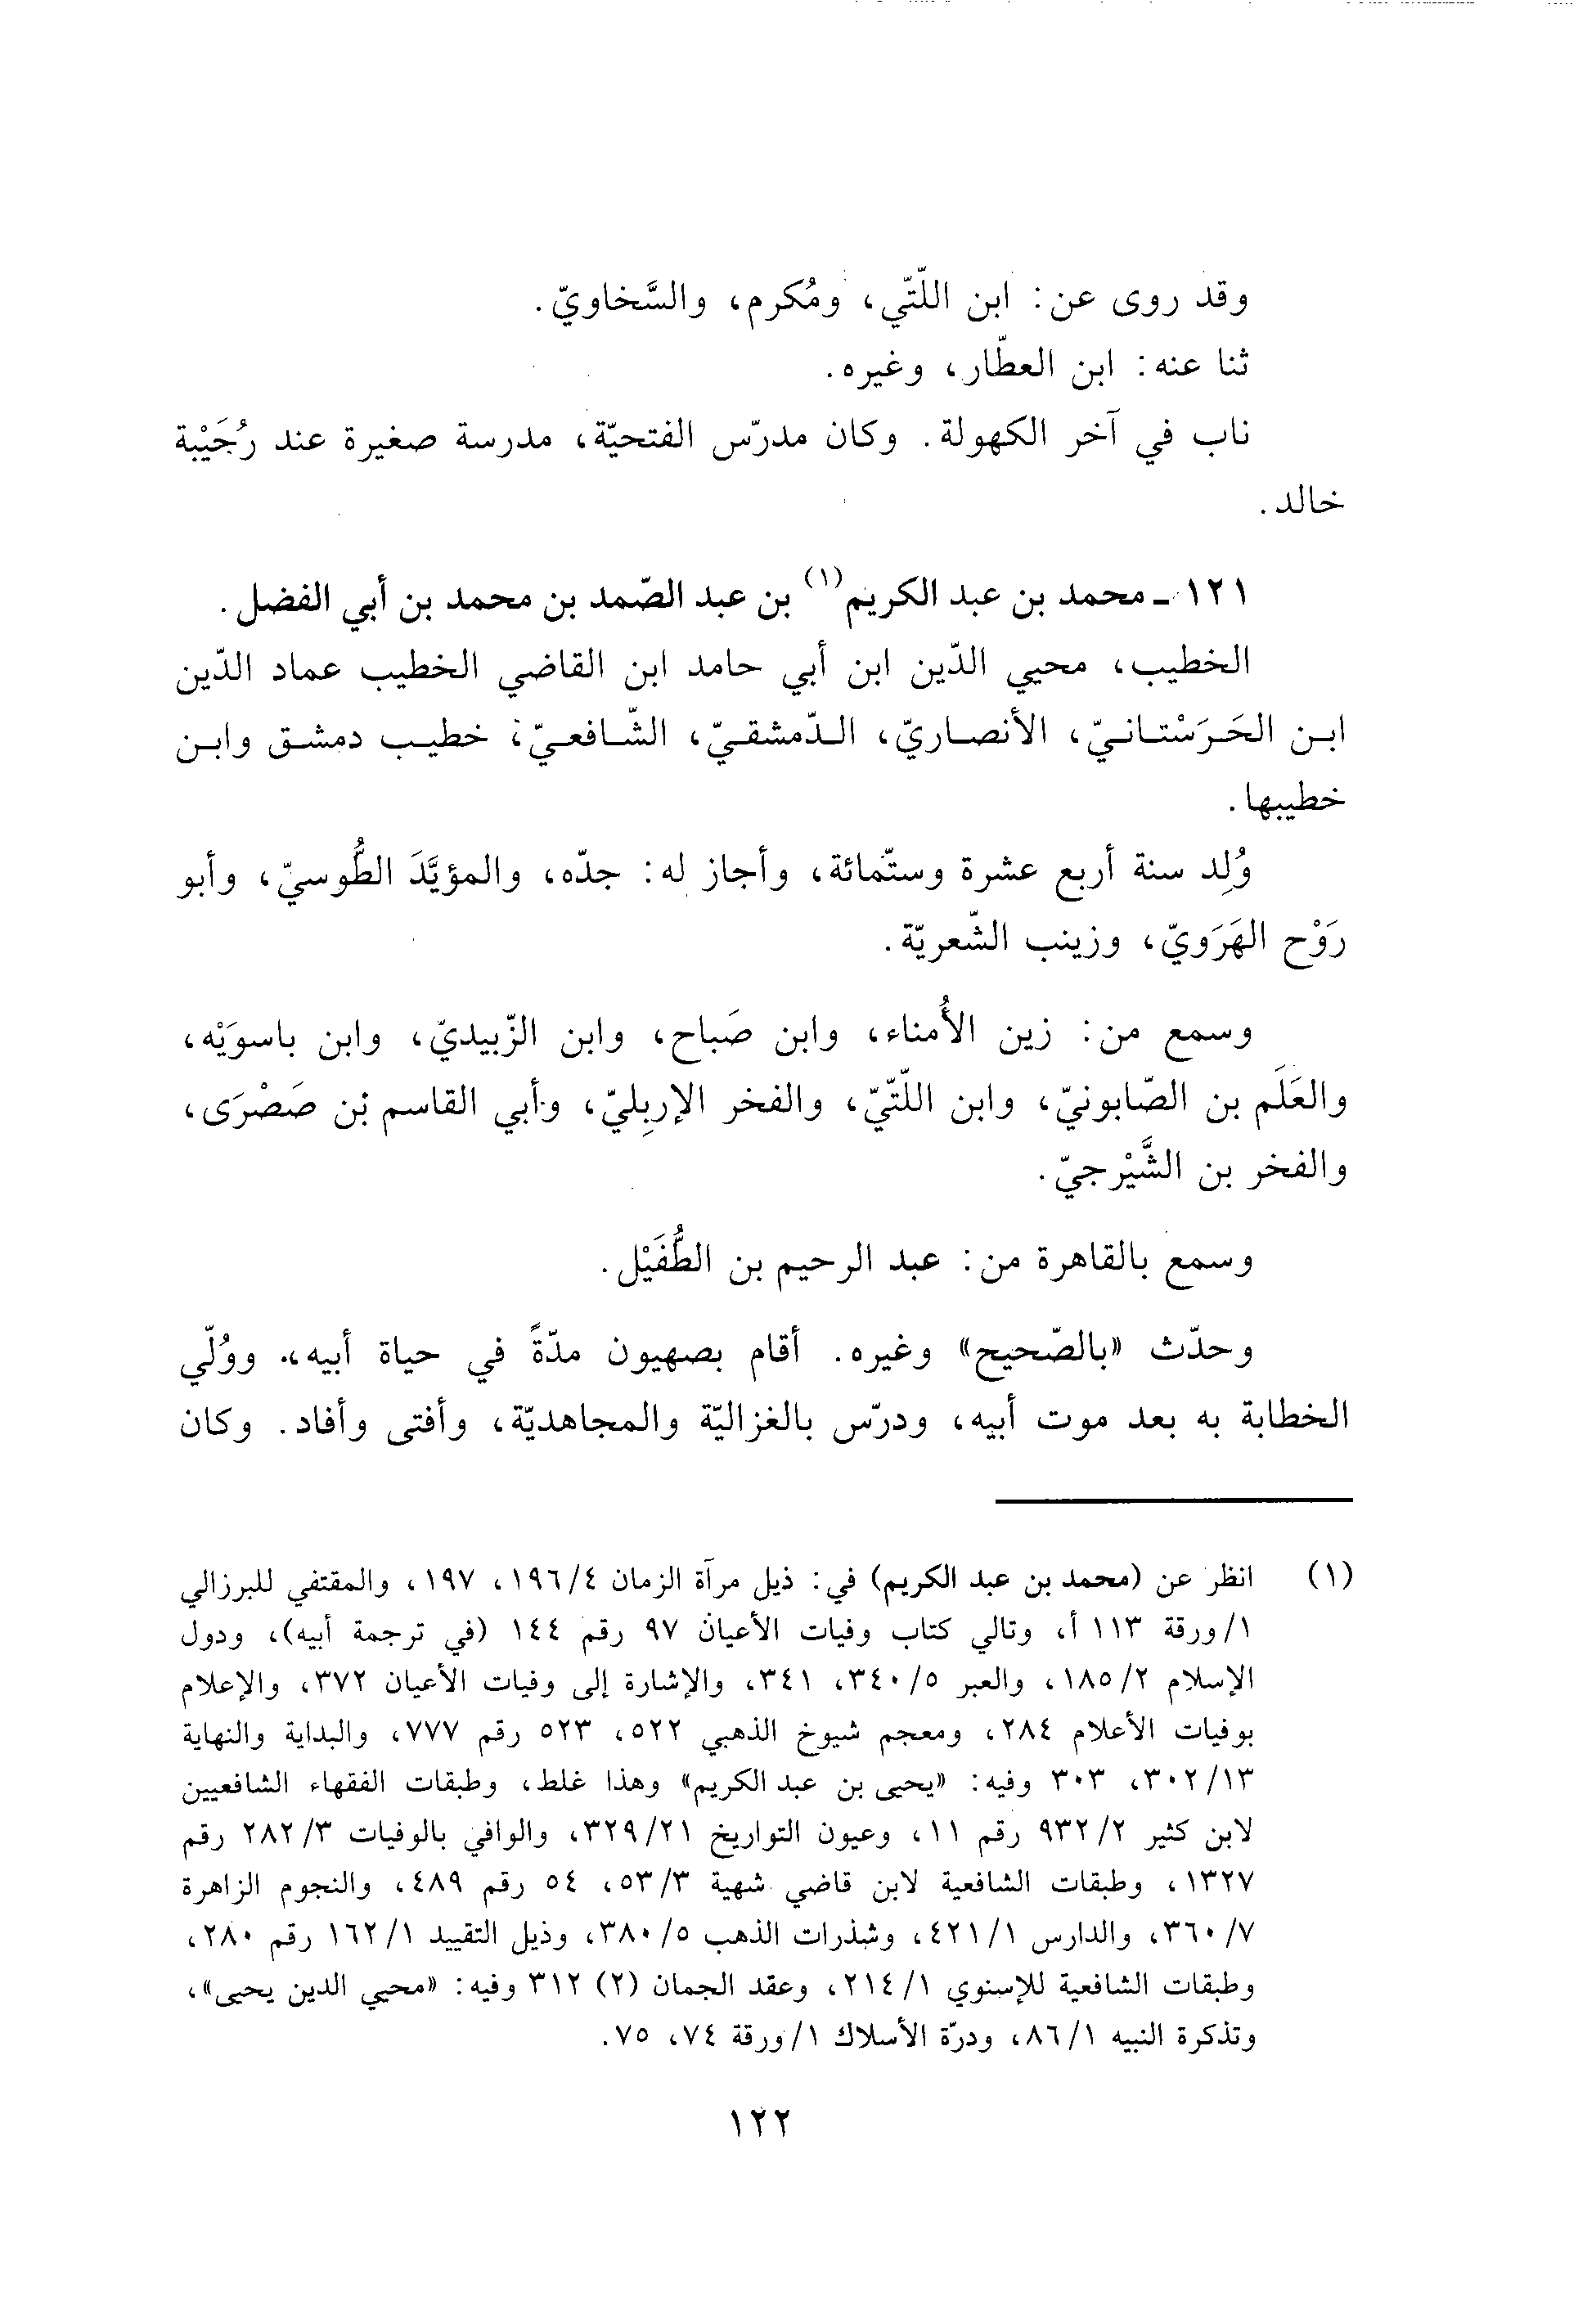 وقد روى عن: ابن اللّتّي، ومُكرم، والسَّخاويّ.
ثنا عنه: ابن العطّار، وغيره.
ناب في آخر الكهولة. وكان مدرّس الفتحيّة، مدرسة صغيرة عند رُجَيْبة
خالد.
١٢١ ـ محمد بن عبد الكريم(١) بن عبد الصّمد بن محمد بن أبي الفضل.
الخطيب، محيي الدّين ابن أبي حامد ابن القاضي الخطيب عماد الدّين
ابن الحَرَسْتانيّ، الأنصاريّ، الدّمشقيّ، الشّافعيّ؛ خطيب دمشق وابن
خطيبها.
وُلِد سنة أربع عشرة وستّمائة، وأجاز له: جدّه، والمؤيَّدَ الطُّوسيّ، وأبو
رَوْح الهَرَويّ، وزينب الشّعريّة.
وسمع من: زين الأُمناء، وابن صَباح، وابن الزّبيديّ، وابن باسويَْه،
والعَلَم بن الصّابونيّ، وابن اللّتّيّ، والفخر الإربِليّ، وأبي القاسم بْن صَصْرَى،
والفخر بن الشَّيْرجيّ.
وسمع بالقاهرة من: عبد الرحيم بن الطُّفَيْل.
وحدّث «بالصّحيح» وغيره. أقام بصهيون مدّةً في حياة أبيه، ووُلّي
الخطابة به بعد موت أبيه، ودرّس بالغزاليّة والمجاهديّة، وأفتى وأفاد. وكان
(١) انظر عن (محمد بن عبد الكريم) في: ذيل مرآة الزمان ٤/ ١٩٦، ١٩٧، والمقتفي للبرزالي
١/ ورقة ١١٣ أ، وتالي كتاب وفيات الأعيان ٩٧ رقم ١٤٤ (في ترجمة أبيه)، ودول
الإسلام ٢/ ١٨٥، والعبر ٥/ ٣٤٠، ٣٤١، والإشارة إلى وفيات الأعيان ٣٧٢، والإعلام
بوفيات الأعلام ٢٨٤، ومعجم شيوخ الذهبي ٥٢٢، ٥٢٣ رقم ٧٧٧، والبداية والنهاية
١٣/ ٣٠٢، ٣٠٣ وفيه: «يحيى بن عبد الكريم» وهذا غلط، وطبقات الفقهاء الشافعيين
لابن كثير ٢/ ٩٣٢ رقم ١١، وعيون التواريخ ٢١/ ٣٢٩، والوافي بالوفيات ٣/ ٢٨٢ رقم
١٣٢٧، وطبقات الشافعية لابن قاضي شهبة ٣/ ٥٣، ٥٤ رقم ٤٨٩، والنجوم الزاهرة
٧/ ٣٦٠، والدارس ١/ ٤٢١، وشذرات الذهب ٥/ ٣٨٠، وذيل التقييد ١/ ١٦٢ رقم ٢٨٠،
وطبقات الشافعية للإسنوي ١/ ٢١٤، وعقد الجمان (٢) ٣١٢ وفيه: «محيي الدين يحيى»،
وتذكرة النبيه ١/ ٨٦، ودرّة الأسلاك ١/ ورقة ٧٤، ٧٥.
١٢٢